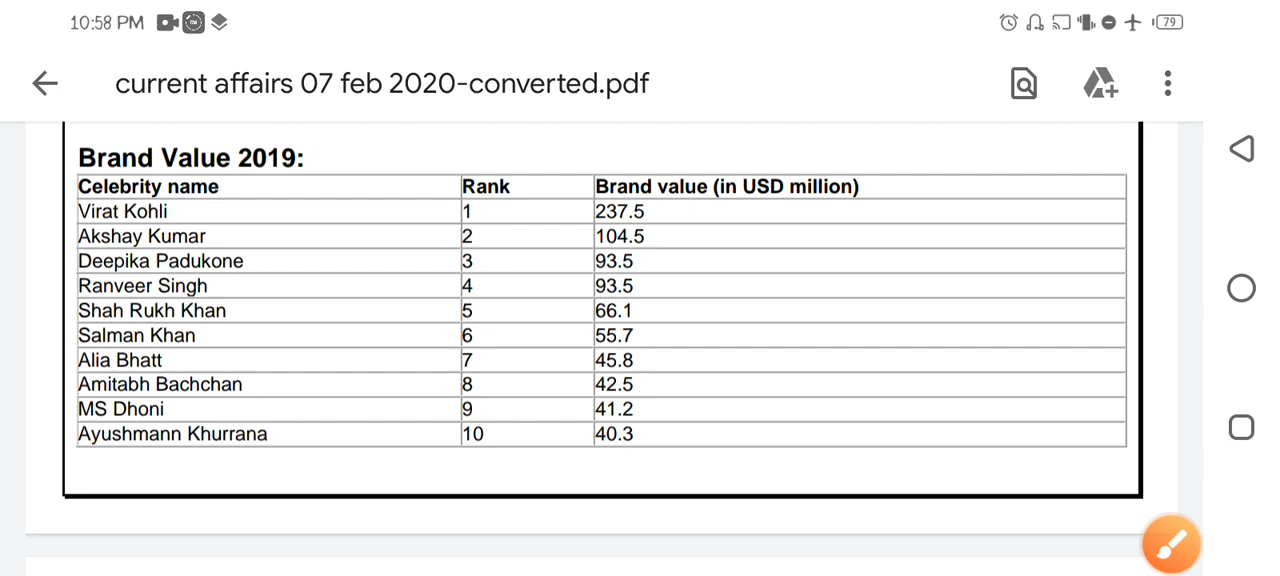 10:58 PM 79
current affairs 07 feb 2020-converted.pdf
Brand Value 2019:
Celebrity name Rank Brand value (in USD million)
Virat Kohli 1 237.5
Akshay Kumar 2 104.5
Deepika Padukone 3 93.5
Ranveer Singh 4 93.5
Shah Rukh Khan 5 66.1
Salman Khan 6 55.7
Alia Bhatt 7 45.8
Amitabh Bachchan 8 42.5
MS Dhoni 9 41.2
Ayushmann Khurrana 10 40.3